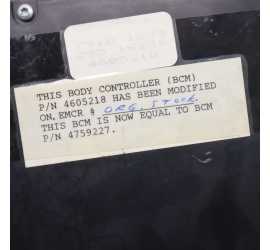 THIS BODY CONTROLLER (BCM)
P/N 4605218 HAS BEEN MODIFIED
ON, EMCR # ORG. STOCK
THIS BCM IS NOW EQUAL TO BCM
P/N 4759227.